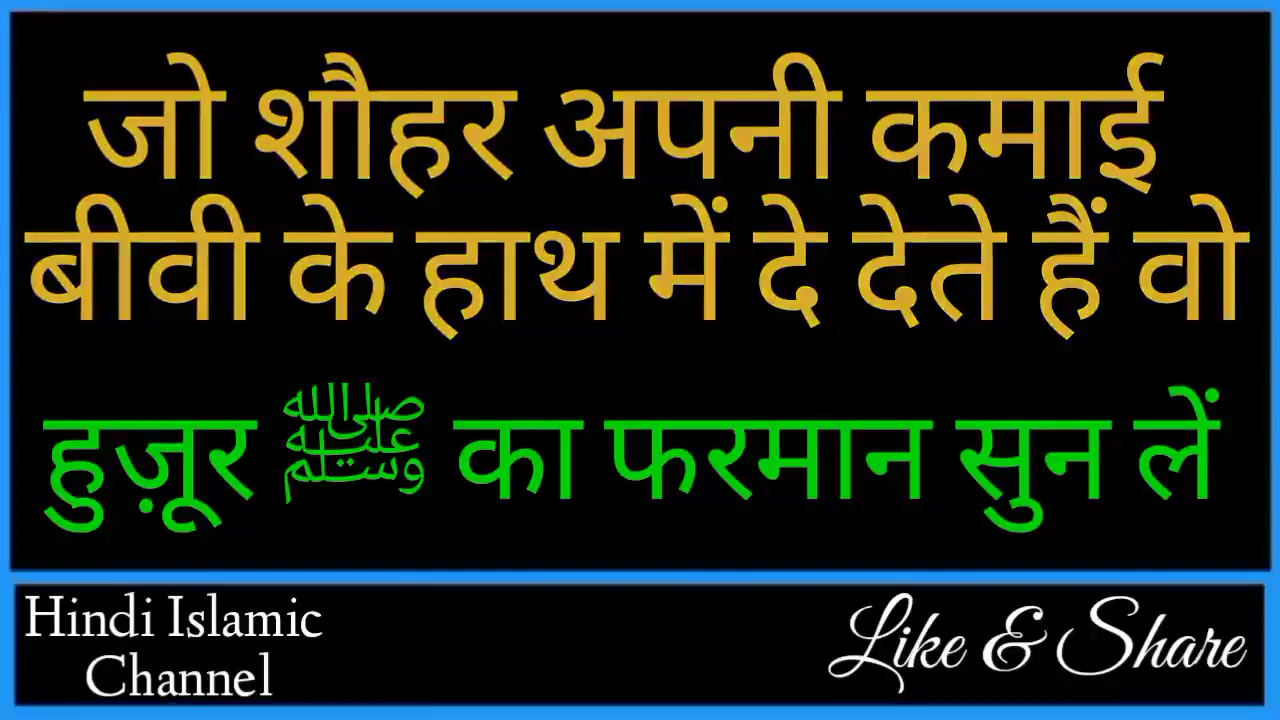 जो शौहर अपनी कमाई
बीवी के हाथ में दे देते हैं वो
हुज़ूर ﷺ का फरमान सुन लें
Hindi Islamic
Channel
Like & Share